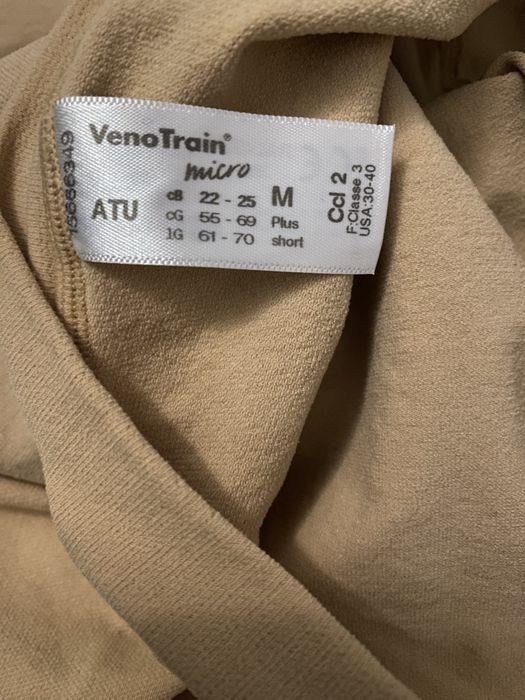 VenoTrain®
micro
ATU
cB 22 - 25 M
cG 55 - 69 Plus
lG 61 - 70 short
Ccl 2
F:Classe 3
USA:30-40